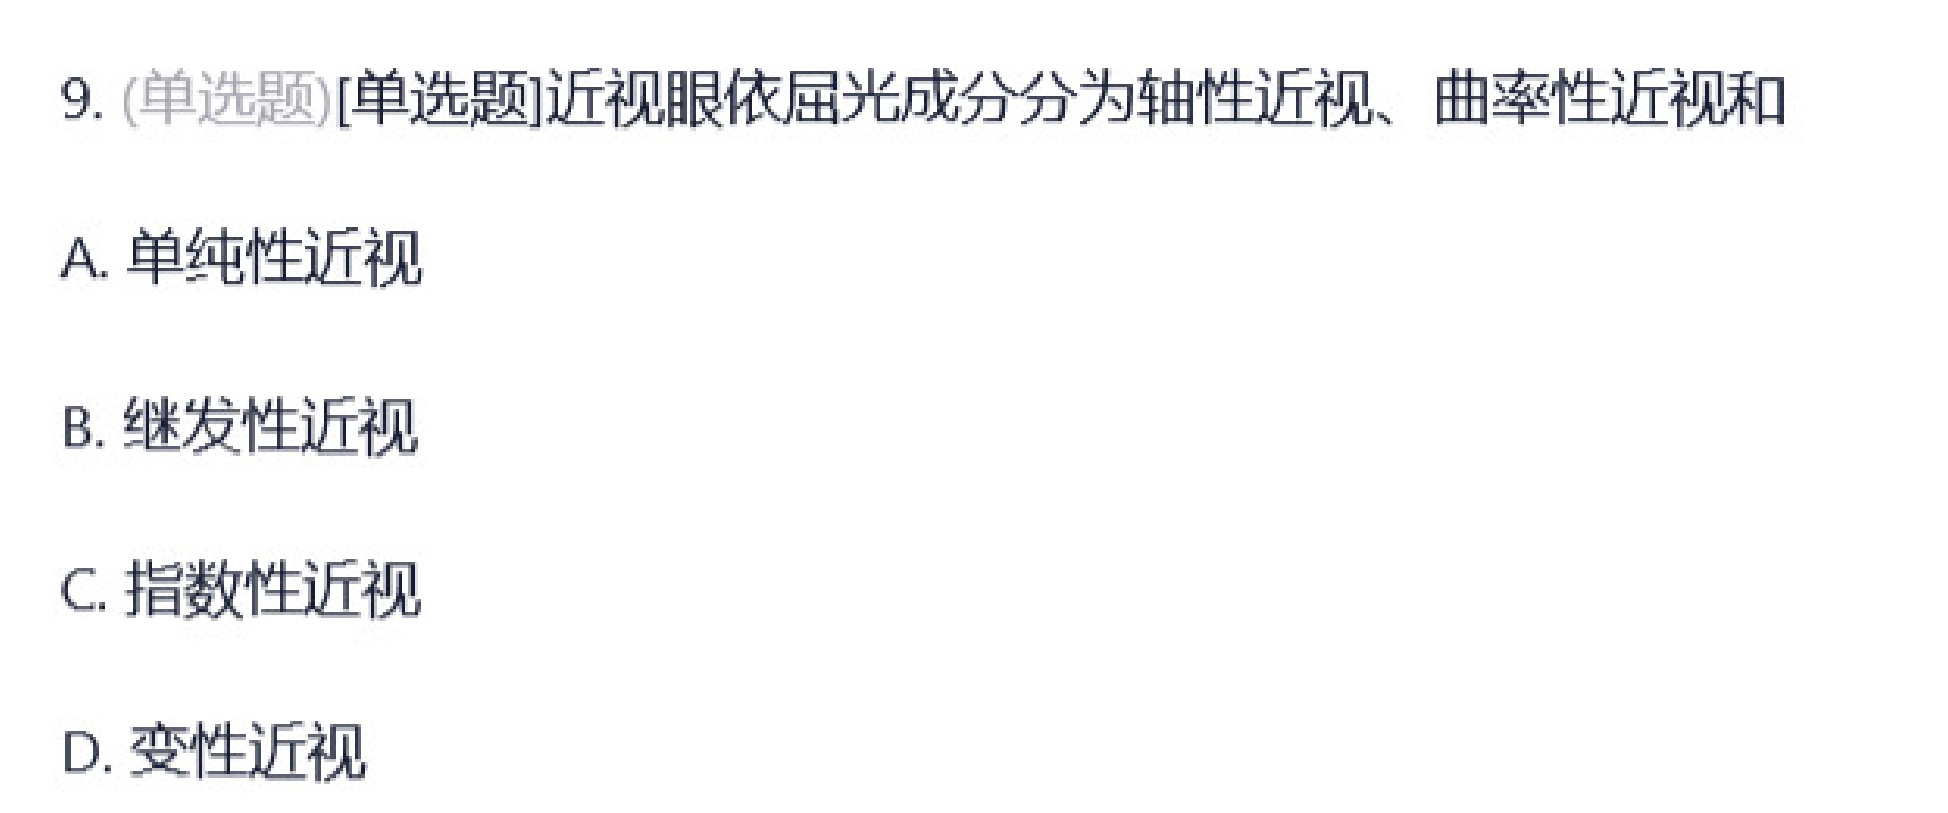 9. (单选题)[单选题]近视眼依屈光成分分为轴性近视、曲率性近视和
A. 单纯性近视
B. 继发性近视
C. 指数性近视
D. 变性近视